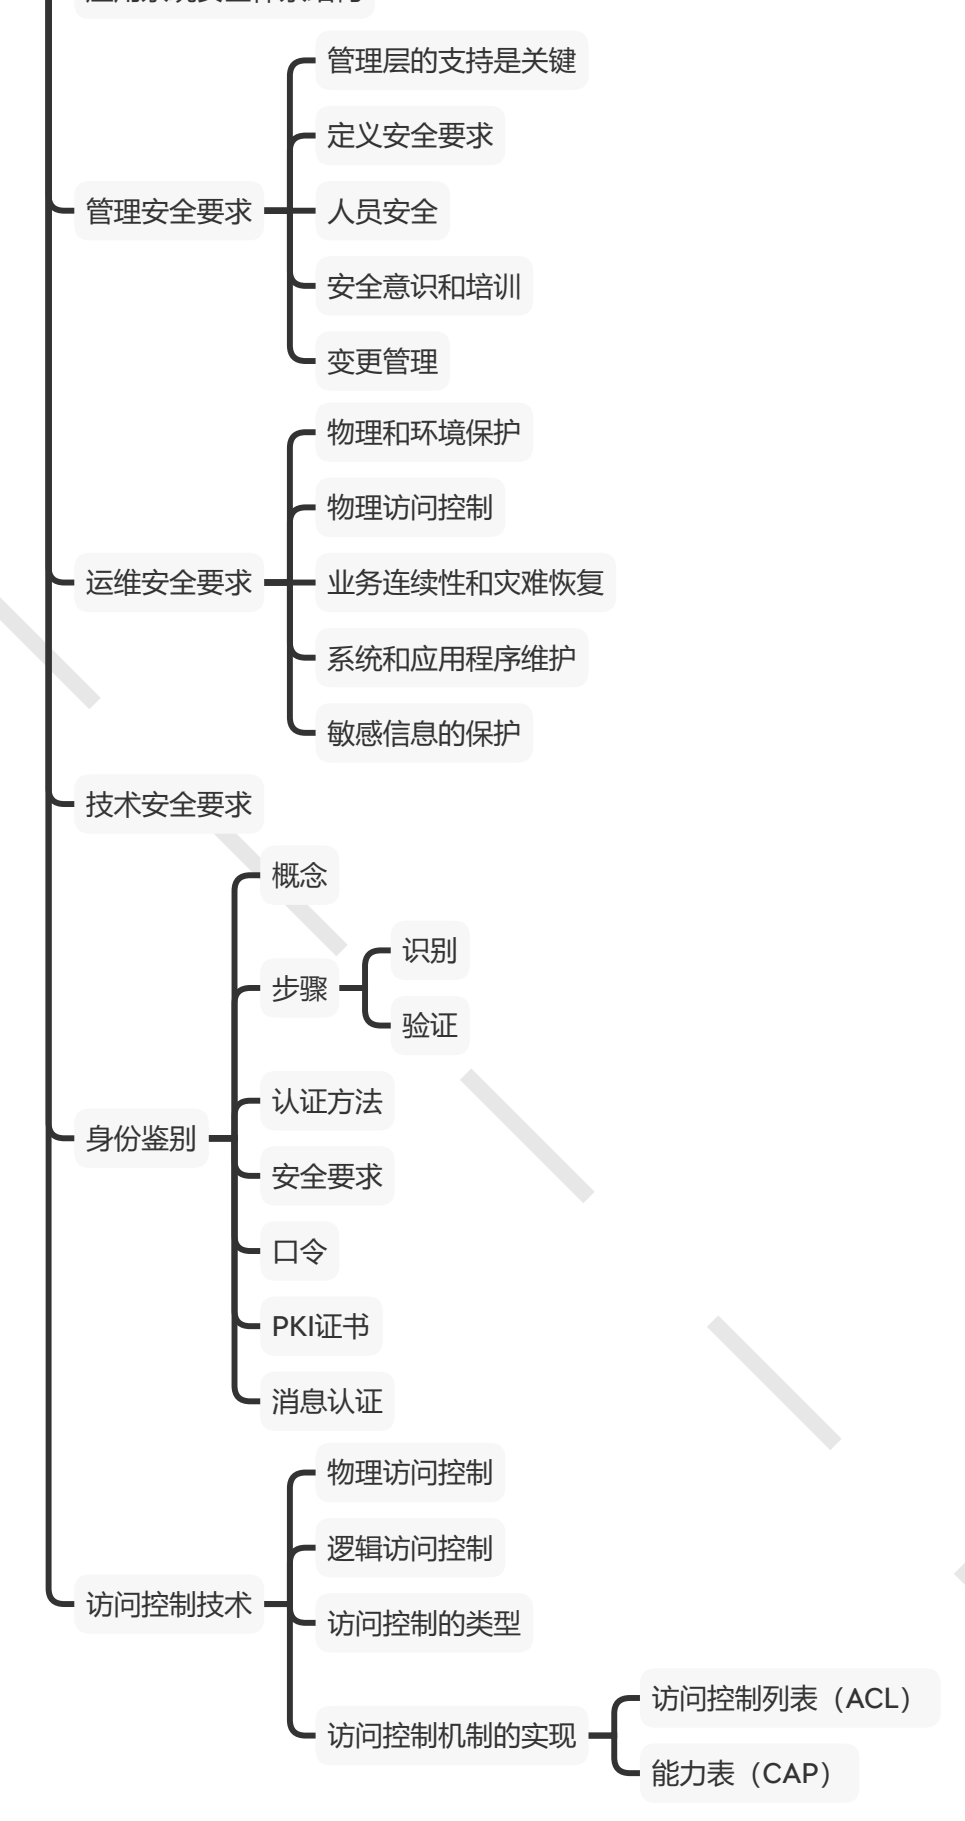 管理安全要求
管理层的支持是关键
定义安全要求
人员安全
安全意识和培训
变更管理
运维安全要求
物理和环境保护
物理访问控制
业务连续性和灾难恢复
系统和应用程序维护
敏感信息的保护
技术安全要求
身份鉴别
概念
步骤
识别
验证
认证方法
安全要求
口令
PKI证书
消息认证
访问控制技术
物理访问控制
逻辑访问控制
访问控制的类型
访问控制机制的实现
访问控制列表（ACL）
能力表（CAP）